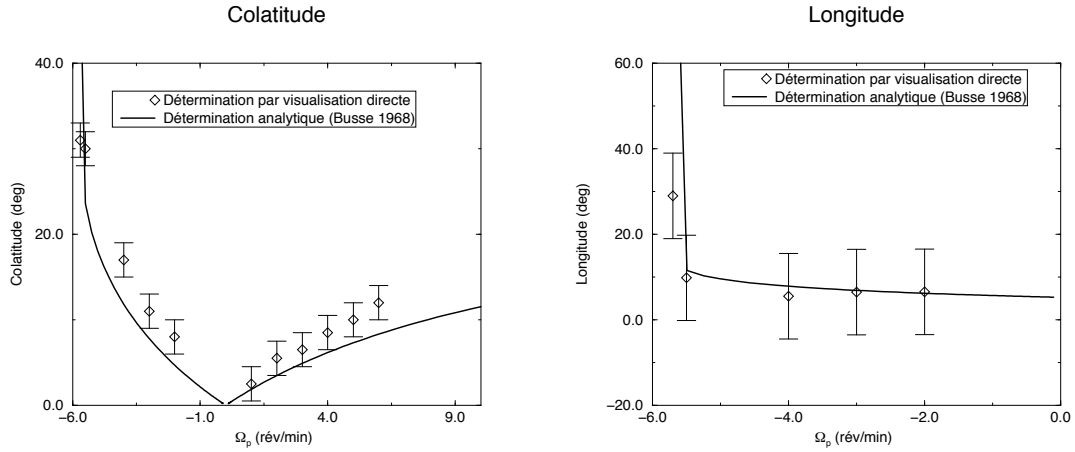 Colatitude
40.0
20.0
0.0
−6.0
−1.0
4.0
9.0
Ωp (rév/min)
Colatitude (deg)
Détermination par visualisation directe
Détermination analytique (Busse 1968)
Longitude
60.0
40.0
20.0
0.0
−20.0
−6.0
−4.0
−2.0
0.0
Ωp (rév/min)
Longitude (deg)
Détermination par visualisation directe
Détermination analytique (Busse 1968)